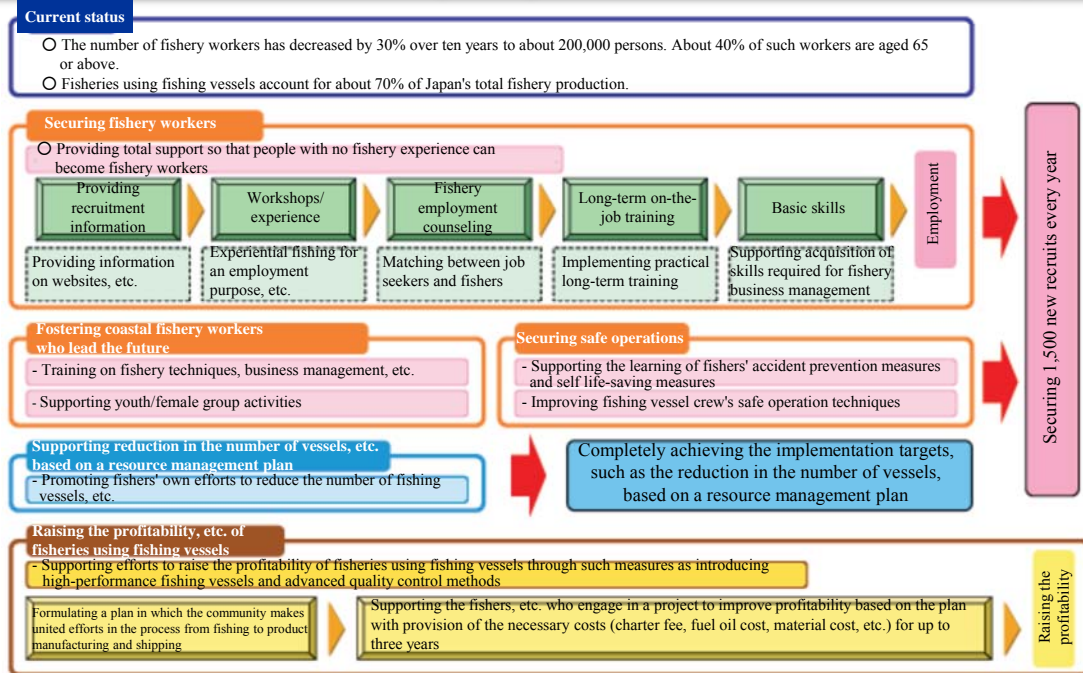 Current status
○ The number of fishery workers has decreased by 30% over ten years to about 200,000 persons. About 40% of such workers are aged 65
or above.
○ Fisheries using fishing vessels account for about 70% of Japan's total fishery production.
Securing fishery workers
○ Providing total support so that people with no fishery experience can
become fishery workers
Providing
recruitment
information
Workshops/
experience
Fishery
employment
counseling
Long-term on-the-
job training
Basic skills
Employment
Providing information
on websites, etc.
Experiential fishing for
an employment
purpose, etc.
Matching between job
seekers and fishers
Implementing practical
long-term training
Supporting acquisition of
skills required for fishery
business management
Securing 1,500 new recruits every year
Fostering coastal fishery workers
who lead the future
- Training on fishery techniques, business management, etc.
- Supporting youth/female group activities
Securing safe operations
- Supporting the learning of fishers' accident prevention measures
and self life-saving measures
- Improving fishing vessel crew's safe operation techniques
Supporting reduction in the number of vessels, etc.
based on a resource management plan
- Promoting fishers' own efforts to reduce the number of fishing
vessels, etc.
Completely achieving the implementation targets,
such as the reduction in the number of vessels,
based on a resource management plan
Raising the profitability, etc. of
fisheries using fishing vessels
- Supporting efforts to raise the profitability of fisheries using fishing vessels through such measures as introducing
high-performance fishing vessels and advanced quality control methods
Formulating a plan in which the community makes
united efforts in the process from fishing to product
manufacturing and shipping
Supporting the fishers, etc. who engage in a project to improve profitability based on the plan
with provision of the necessary costs (charter fee, fuel oil cost, material cost, etc.) for up to
three years
Raising the
profitability